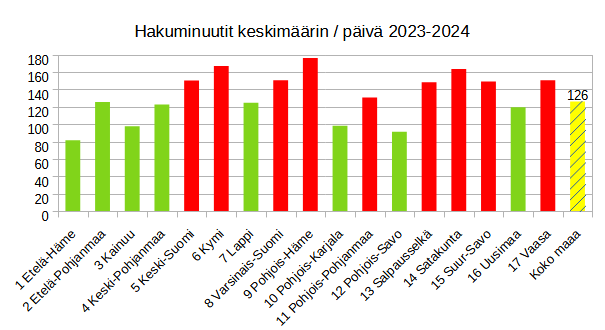 Hakuminuutit keskimäärin / päivä 2023-2024
180
160
140
120
100
80
60
40
20
0
126
1 Etelä-Häme
2 Etelä-Pohjanmaa
3 Kainuu
4 Keski-Pohjanmaa
5 Keski-Suomi
6 Kymi
7 Lappi
8 Varsinais-Suomi
9 Pohjois-Häme
10 Pohjois-Karjala
11 Pohjois-Pohjanmaa
12 Pohjois-Savo
13 Salpausselkä
14 Satakunta
15 Suur-Savo
16 Uusimaa
17 Vaasa
Koko maa